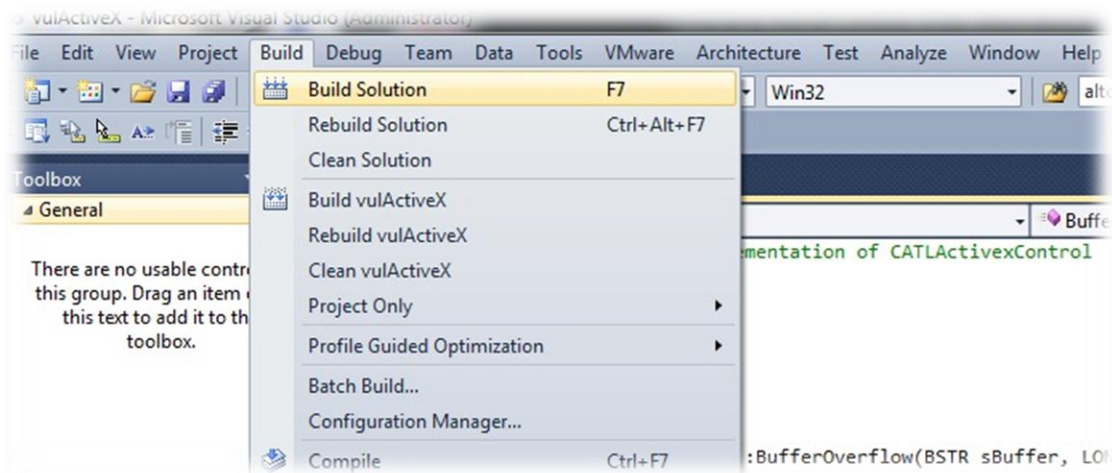 vulActiveX - Microsoft Visual Studio (Administrator)
File Edit View Project Build Debug Team Data Tools VMware Architecture Test Analyze Window Help
Build Solution F7
Win32
Rebuild Solution Ctrl+Alt+F7
Clean Solution
Toolbox
General
Build vulActiveX
Rebuild vulActiveX
mentation of CATLActivexControl
There are no usable contr
Clean vulActiveX
this group. Drag an item
Project Only
this text to add it to th
toolbox.
Profile Guided Optimization
Batch Build...
Configuration Manager...
Compile Ctrl+F7
:BufferOverflow(BSTR sBuffer,